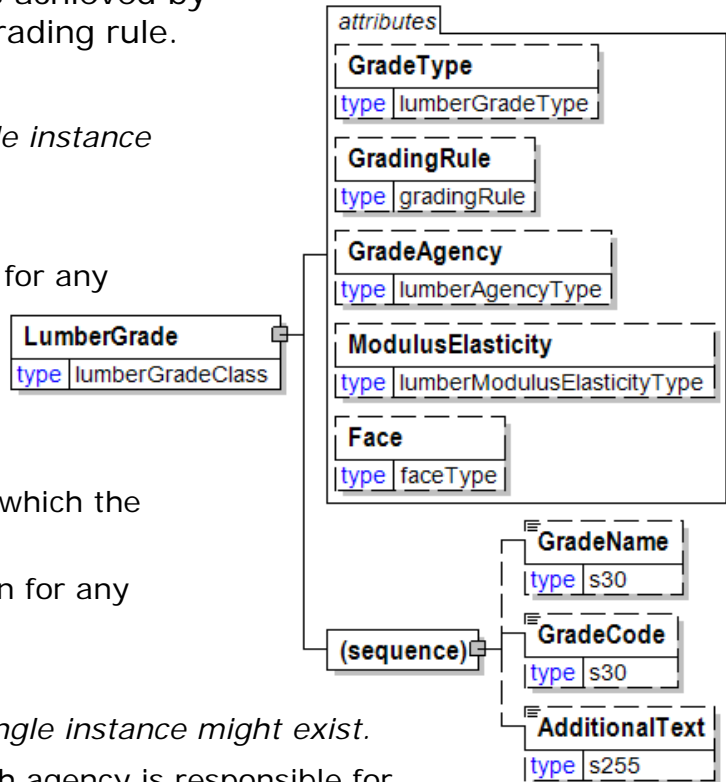 s achieved by
rading rule.
le instance
for any
which the
n for any
ngle instance might exist.
h agency is responsible for
LumberGrade
type lumberGradeClass
attributes
GradeType
type lumberGradeType
GradingRule
type gradingRule
GradeAgency
type lumberAgencyType
ModulusElasticity
type lumberModulusElasticityType
Face
type faceType
(sequence)
GradeName
type s30
GradeCode
type s30
AdditionalText
type s255